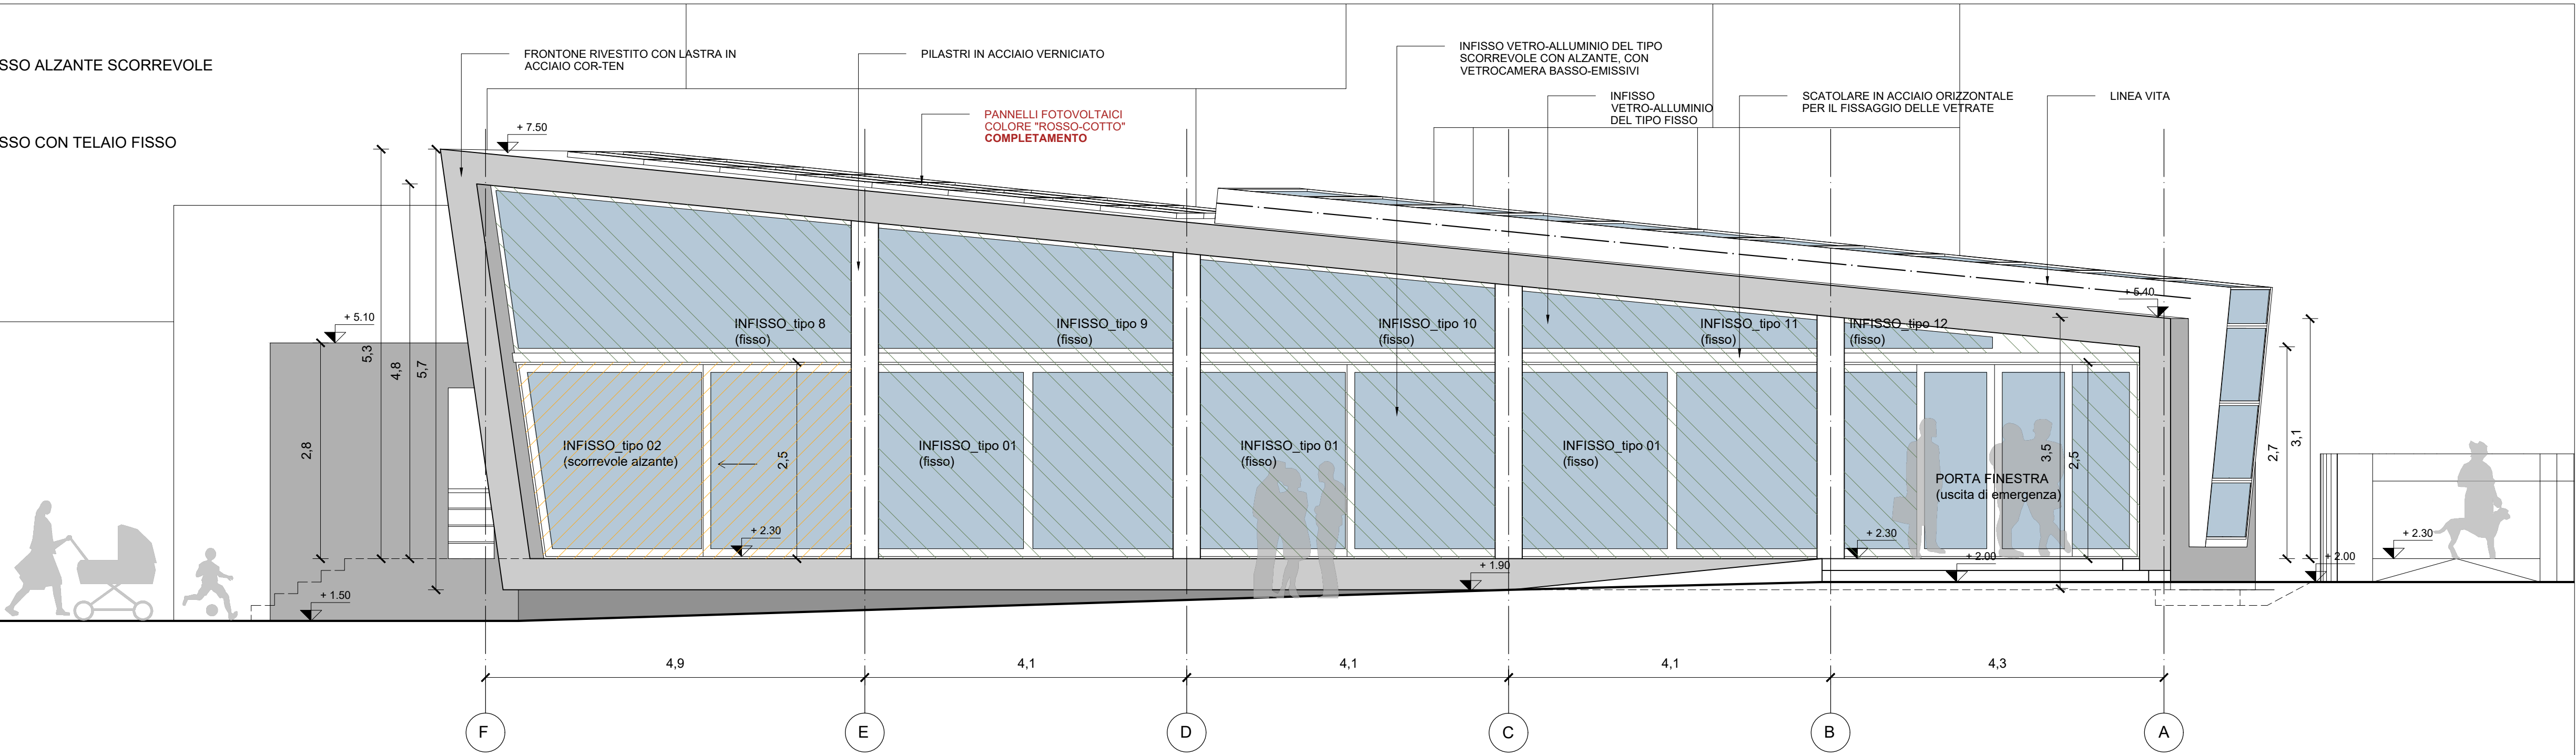 SSO ALZANTE SCORREVOLE
SSO CON TELAIO FISSO
FRONTONE RIVESTITO CON LASTRA IN
ACCIAIO COR-TEN
PILASTRI IN ACCIAIO VERNICIATO
PANNELLI FOTOVOLTAICI
COLORE "ROSSO-COTTO"
COMPLETAMENTO
INFISSO VETRO-ALLUMINIO DEL TIPO
SCORREVOLE CON ALZANTE, CON
VETROCAMERA BASSO-EMISSIVI
INFISSO
VETRO-ALLUMINIO
DEL TIPO FISSO
SCATOLARE IN ACCIAIO ORIZZONTALE
PER IL FISSAGGIO DELLE VETRATE
LINEA VITA
+ 7.50
+ 5.10
+ 5.40
5,3
4,8
5,7
2,8
INFISSO_tipo 8
(fisso)
INFISSO_tipo 9
(fisso)
INFISSO_tipo 10
(fisso)
INFISSO_tipo 11
(fisso)
INFISSO_tipo 12
(fisso)
INFISSO_tipo 02
(scorrevole alzante)
2,5
INFISSO_tipo 01
(fisso)
INFISSO_tipo 01
(fisso)
INFISSO_tipo 01
(fisso)
PORTA FINESTRA
(uscita di emergenza)
3,5
2,5
2,7
3,1
+ 2.30
+ 2.30
+ 2.30
+ 2.00
+ 2.00
+ 1.90
+ 1.50
4,9
4,1
4,1
4,1
4,3
F
E
D
C
B
A